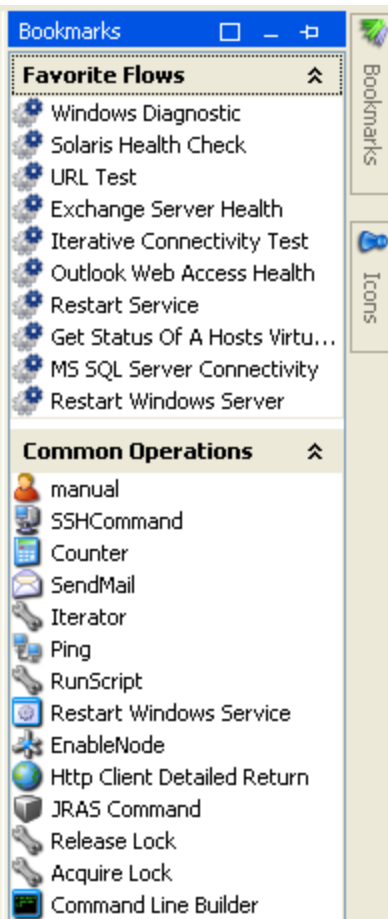 Bookmarks
Favorite Flows
Windows Diagnostic
Solaris Health Check
URL Test
Exchange Server Health
Iterative Connectivity Test
Outlook Web Access Health
Restart Service
Get Status Of A Hosts Virtu...
MS SQL Server Connectivity
Restart Windows Server
Common Operations
manual
SSHCommand
Counter
SendMail
Iterator
Ping
RunScript
Restart Windows Service
EnableNode
Http Client Detailed Return
JRAS Command
Release Lock
Acquire Lock
Command Line Builder
Bookmarks
Icons